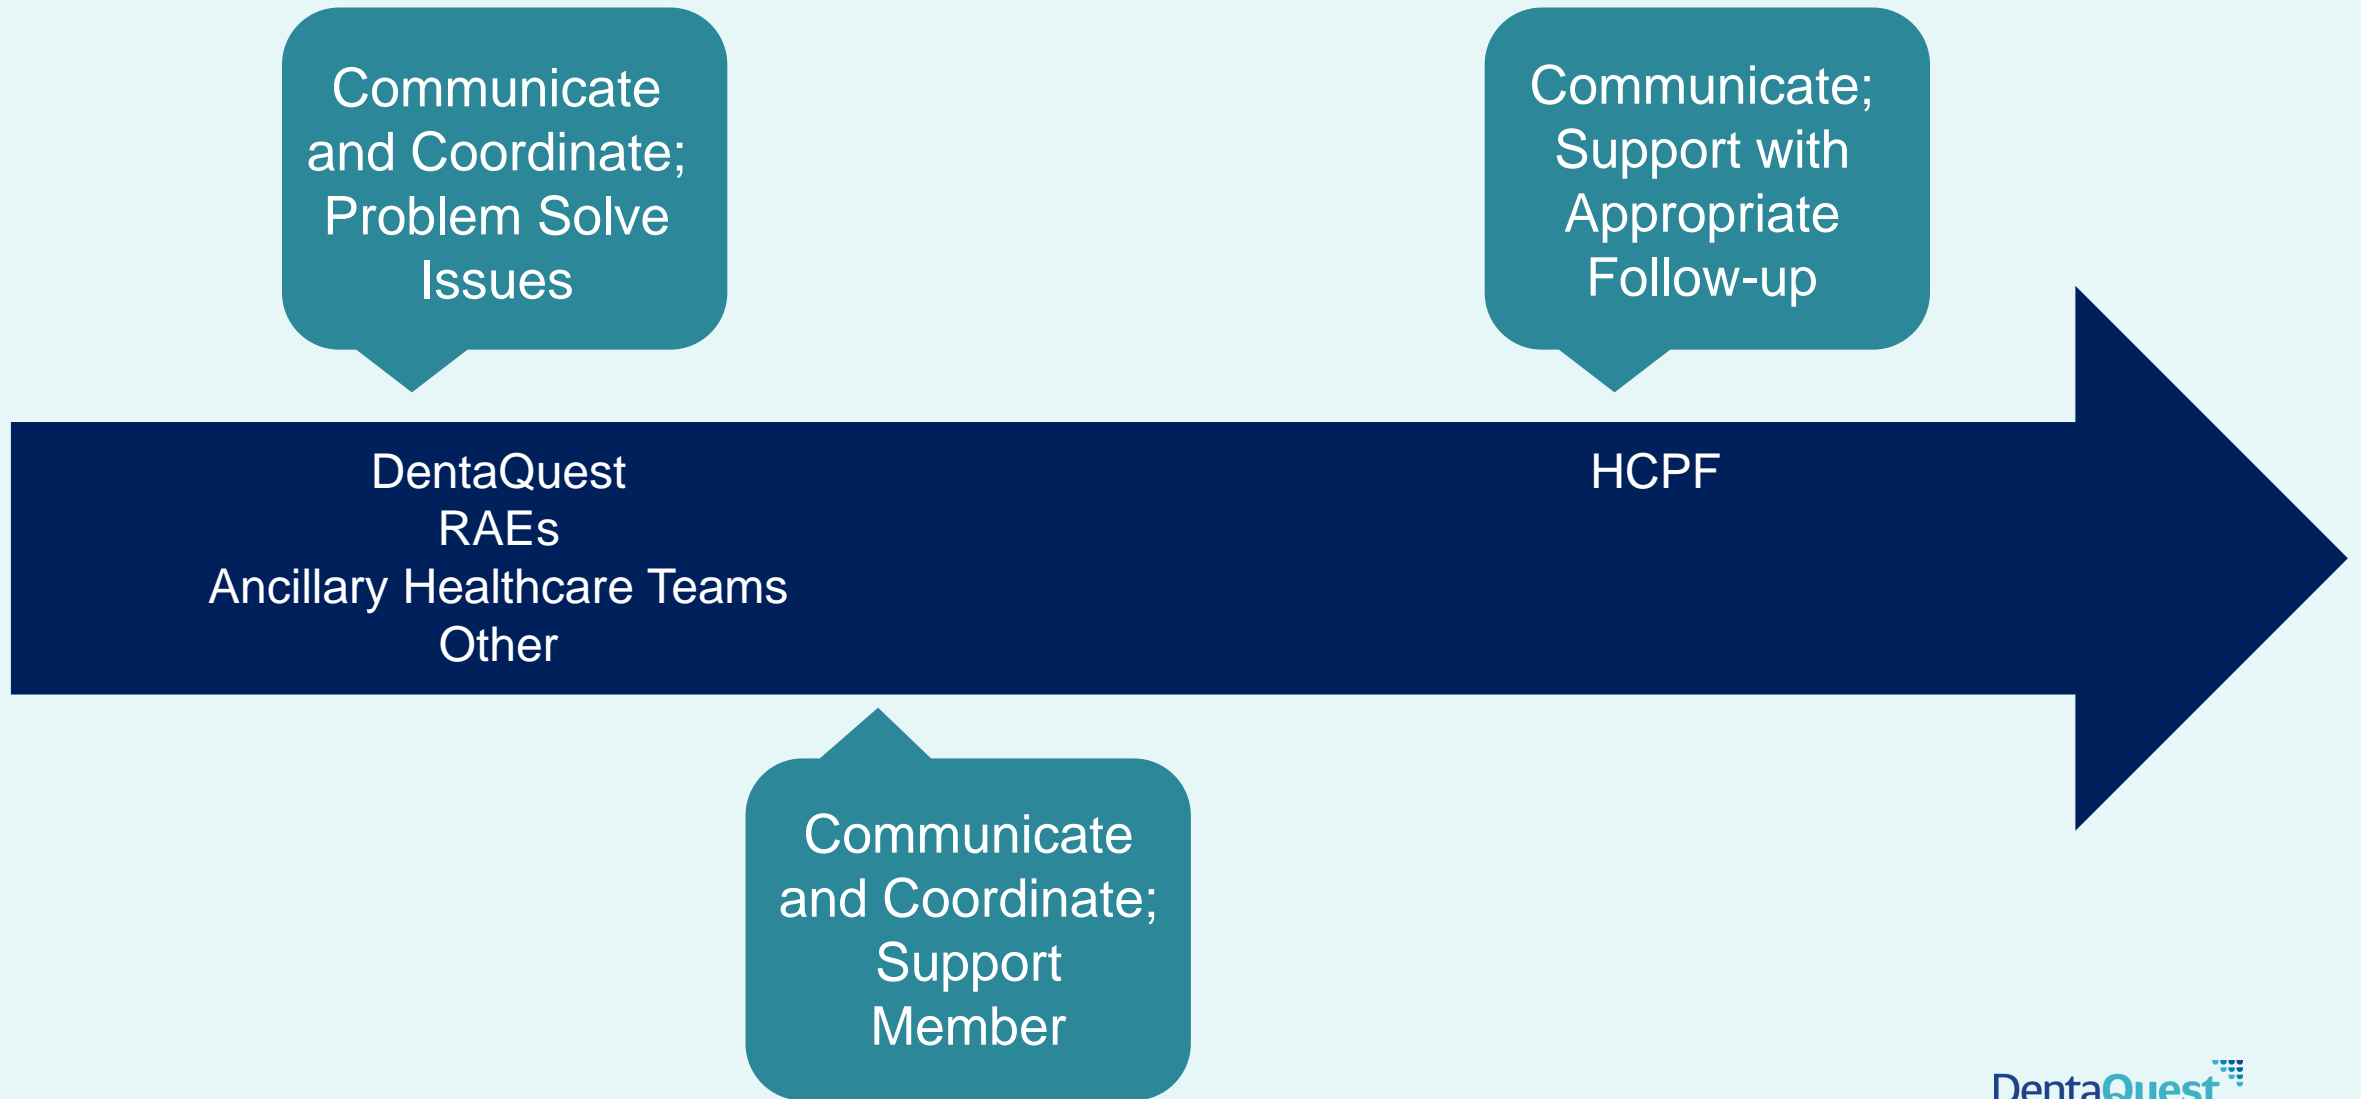 Communicate
and Coordinate;
Problem Solve
Issues
Communicate;
Support with
Appropriate
Follow-up
DentaQuest
RAEs
Ancillary Healthcare Teams
Other
HCPF
Communicate
and Coordinate;
Support
Member
DentaQuest